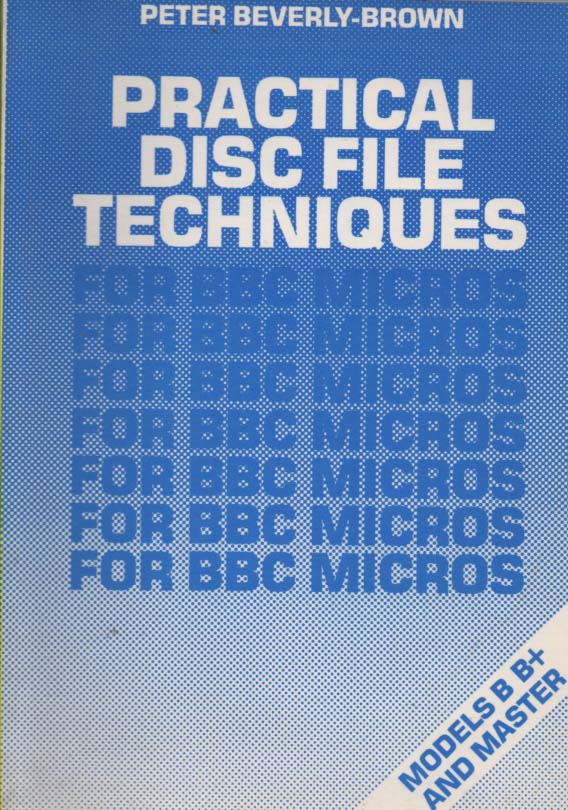 PETER BEVERLY-BROWN
PRACTICAL
DISC FILE
TECHNIQUES
FOR BBC MICROS
FOR BBC MICROS
FOR BBC MICROS
FOR BBC MICROS
FOR BBC MICROS
FOR BBC MICROS
FOR BBC MICROS
MODELS B B+
AND MASTER